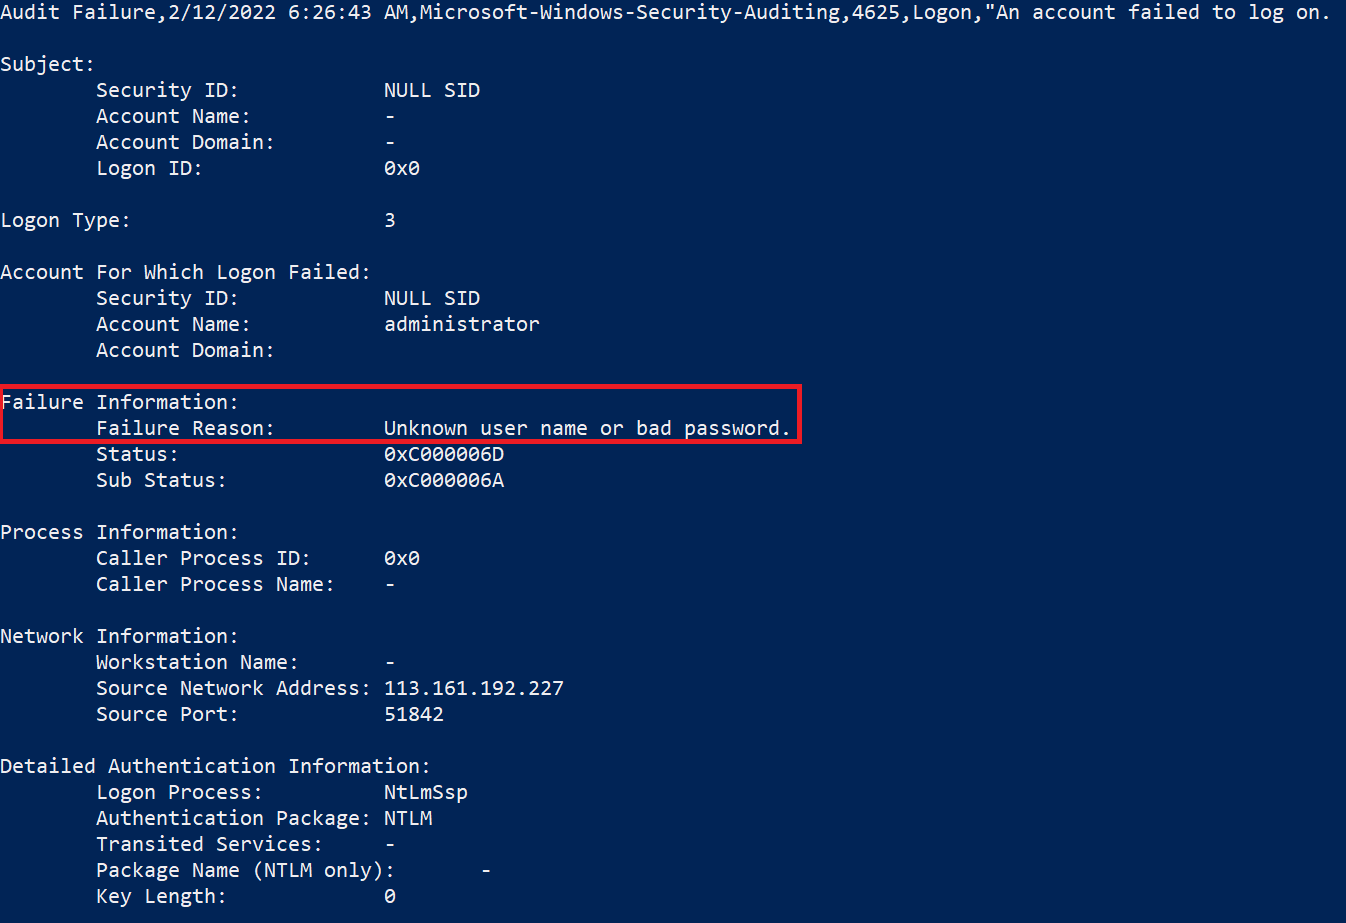 Audit Failure,2/12/2022 6:26:43 AM,Microsoft-Windows-Security-Auditing,4625,Logon,"An account failed to log on.
Subject:
Security ID: NULL SID
Account Name: -
Account Domain: -
Logon ID: 0x0
Logon Type: 3
Account For Which Logon Failed:
Security ID: NULL SID
Account Name: administrator
Account Domain:
Failure Information:
Failure Reason: Unknown user name or bad password.
Status: 0xC000006D
Sub Status: 0xC000006A
Process Information:
Caller Process ID: 0x0
Caller Process Name: -
Network Information:
Workstation Name: -
Source Network Address: 113.161.192.227
Source Port: 51842
Detailed Authentication Information:
Logon Process: NtLmSsp
Authentication Package: NTLM
Transited Services: -
Package Name (NTLM only): -
Key Length: 0